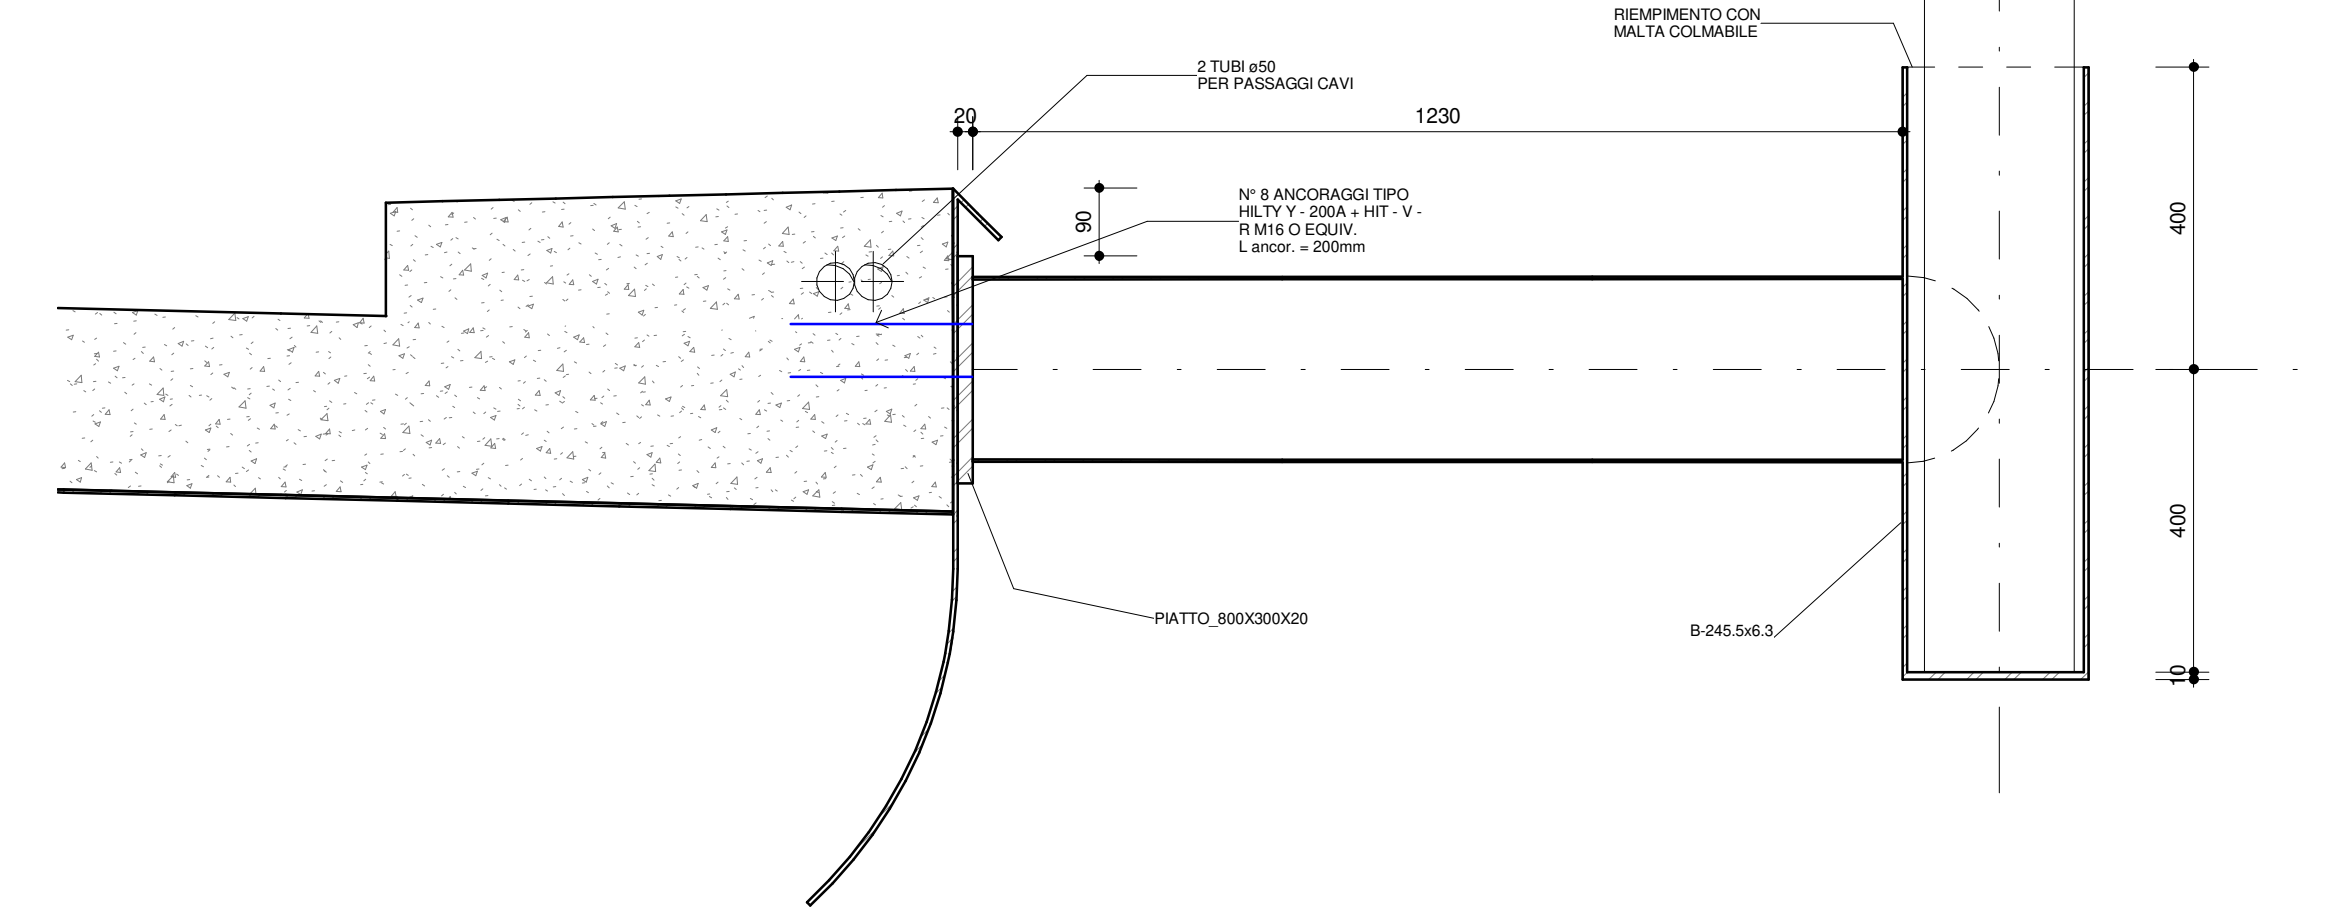 RIEMPIMENTO CON
MALTA COLMABILE
2 TUBI ø50
PER PASSAGGI CAVI
20
1230
N° 8 ANCORAGGI TIPO
HILTY Y - 200A + HIT - V -
R M16 O EQUIV.
L ancor. = 200mm
90
400
400
PIATTO_800X300X20
B-245.5x6.3
10